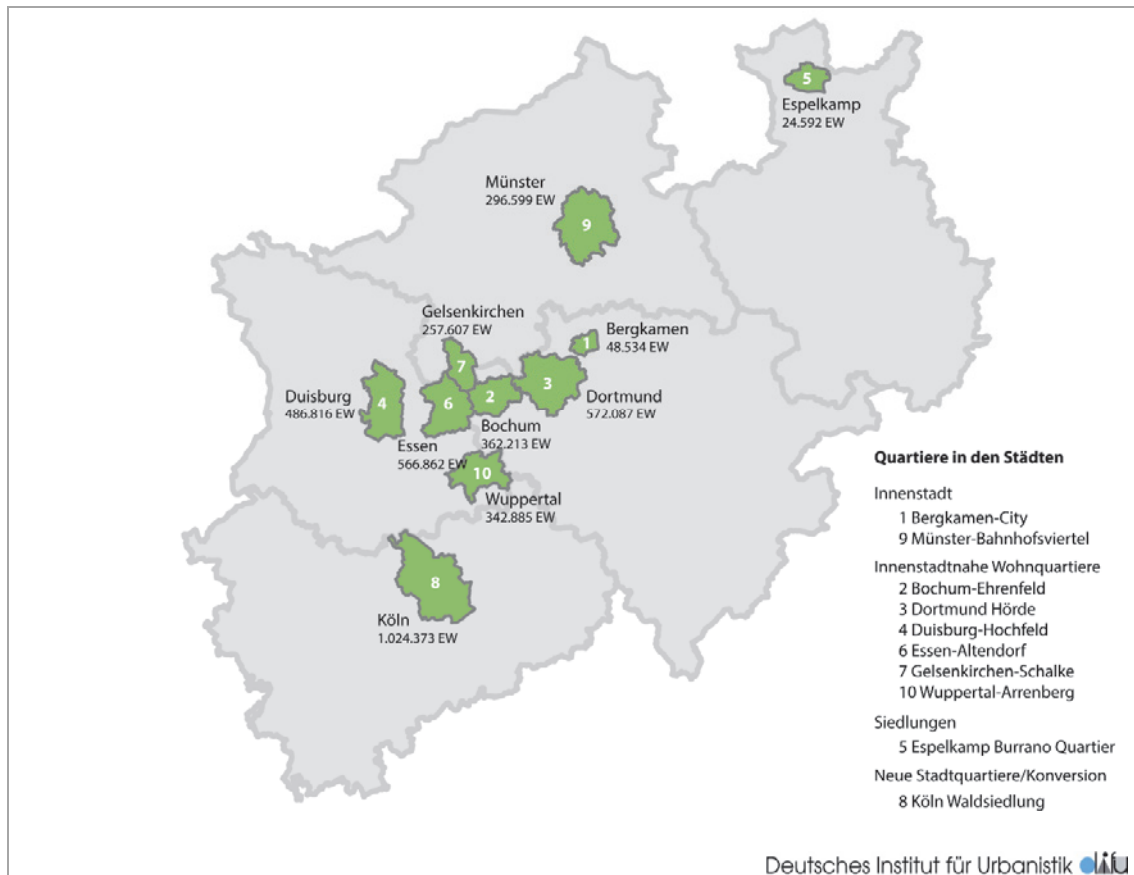 5
Espelkamp
24.592 EW
Münster
296.599 EW
9
Gelsenkirchen
257.607 EW
Bergkamen
48.534 EW
1
7
Duisburg
486.816 EW
4
6
2
3
Dortmund
572.087 EW
Bochum
362.213 EW
Essen
566.862 EW
10
Wuppertal
342.885 EW
8
Köln
1.024.373 EW
Quartiere in den Städten
Innenstadt
1 Bergkamen-City
9 Münster-Bahnhofsviertel
Innenstadtnahe Wohnquartiere
2 Bochum-Ehrenfeld
3 Dortmund Hörde
4 Duisburg-Hochfeld
6 Essen-Altendorf
7 Gelsenkirchen-Schalke
10 Wuppertal-Arrenberg
Siedlungen
5 Espelkamp Burrano Quartier
Neue Stadtquartiere/Konversion
8 Köln Waldsiedlung
Deutsches Institut für Urbanistik difu